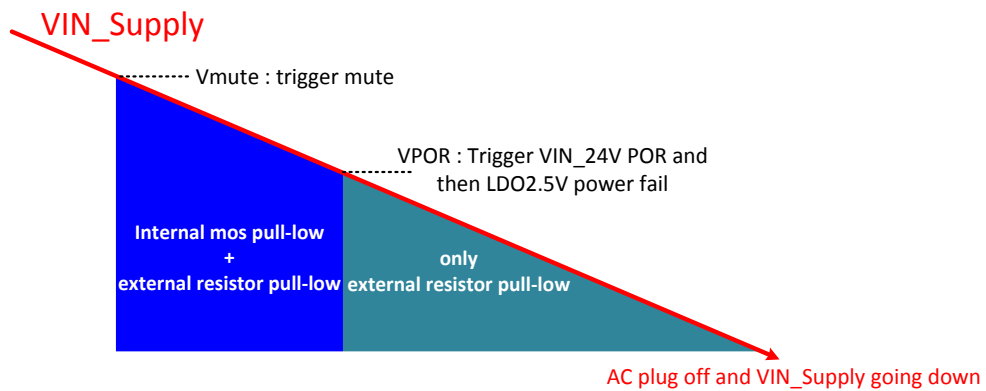 VIN_Supply
Vmute : trigger mute
VPOR : Trigger VIN_24V POR and
then LDO2.5V power fail
Internal mos pull-low
+
external resistor pull-low
only
external resistor pull-low
AC plug off and VIN_Supply going down